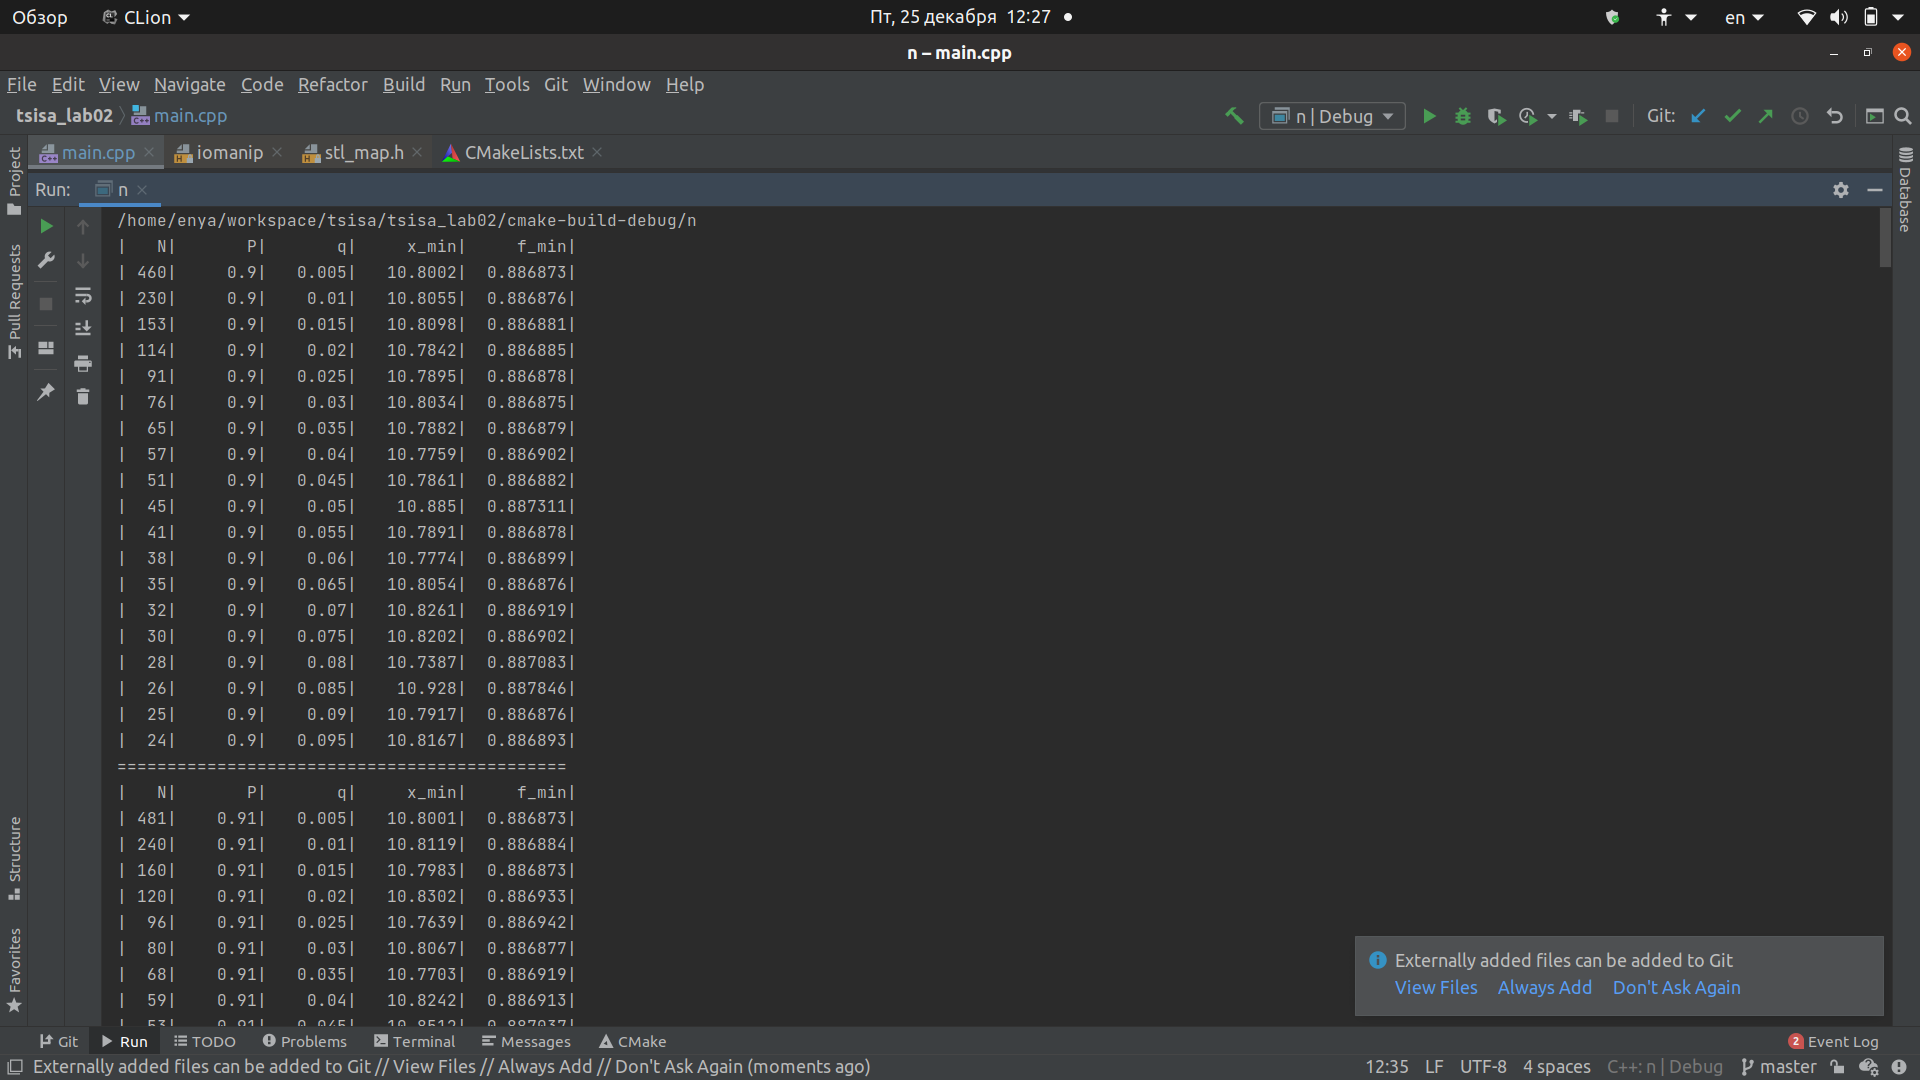 Обзор CLion Пт, 25 декабря 12:27 en
n – main.cpp
File Edit View Navigate Code Refactor Build Run Tools Git Window Help
tsisa_lab02 main.cpp n | Debug Git:
main.cpp iomanip stl_map.h CMakeLists.txt
Run: n
Project
Pull Requests
Structure
Favorites
Database
/home/enya/workspace/tsisa/tsisa_lab02/cmake-build-debug/n
| N| P| q| x_min| f_min|
| 460| 0.9| 0.005| 10.8002| 0.886873|
| 230| 0.9| 0.01| 10.8055| 0.886876|
| 153| 0.9| 0.015| 10.8098| 0.886881|
| 114| 0.9| 0.02| 10.7842| 0.886885|
| 91| 0.9| 0.025| 10.7895| 0.886878|
| 76| 0.9| 0.03| 10.8034| 0.886875|
| 65| 0.9| 0.035| 10.7882| 0.886879|
| 57| 0.9| 0.04| 10.7759| 0.886902|
| 51| 0.9| 0.045| 10.7861| 0.886882|
| 45| 0.9| 0.05| 10.885| 0.887311|
| 41| 0.9| 0.055| 10.7891| 0.886878|
| 38| 0.9| 0.06| 10.7774| 0.886899|
| 35| 0.9| 0.065| 10.8054| 0.886876|
| 32| 0.9| 0.07| 10.8261| 0.886919|
| 30| 0.9| 0.075| 10.8202| 0.886902|
| 28| 0.9| 0.08| 10.7387| 0.887083|
| 26| 0.9| 0.085| 10.928| 0.887846|
| 25| 0.9| 0.09| 10.7917| 0.886876|
| 24| 0.9| 0.095| 10.8167| 0.886893|
=============================================
| N| P| q| x_min| f_min|
| 481| 0.91| 0.005| 10.8001| 0.886873|
| 240| 0.91| 0.01| 10.8119| 0.886884|
| 160| 0.91| 0.015| 10.7983| 0.886873|
| 120| 0.91| 0.02| 10.8302| 0.886933|
| 96| 0.91| 0.025| 10.7639| 0.886942|
| 80| 0.91| 0.03| 10.8067| 0.886877|
| 68| 0.91| 0.035| 10.7703| 0.886919|
| 59| 0.91| 0.04| 10.8242| 0.886913|
| 53| 0.91| 0.045| 10.8512| 0.887037|
Externally added files can be added to Git
View Files Always Add Don't Ask Again
Git Run TODO Problems Terminal Messages CMake 2 Event Log
Externally added files can be added to Git // View Files // Always Add // Don't Ask Again (moments ago) 12:35 LF UTF-8 4 spaces C++: n | Debug master